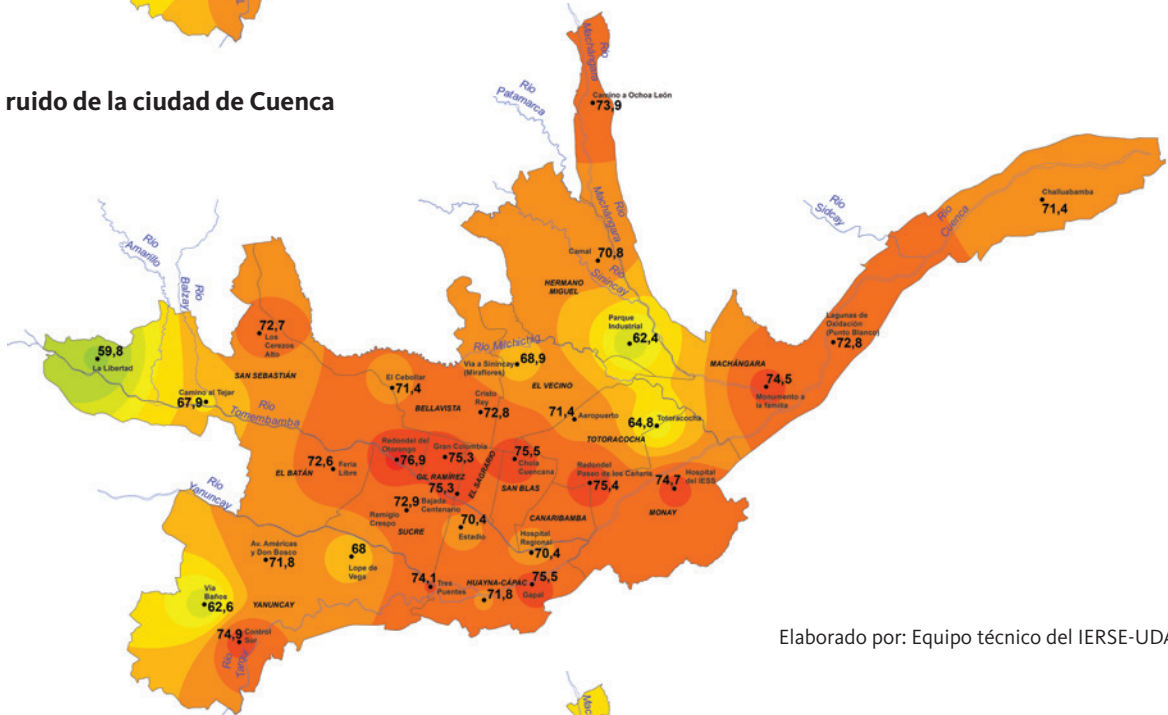 ruido de la ciudad de Cuenca
Río
Machángara
Río
Patamarca
Camino a Ochoa León
73,9
Río
Machángara
Río
Sidcay
Río
Cuenca
Challuabamba
71,4
Río
Amarillo
Río
Balzay
Camal 70,8
Río
Sinincay
HERMANO
MIGUEL
Parque
Industrial
62,4
72,7
Los
Cerezos
Alto
59,8
La Libertad
SAN SEBASTIÁN
Río Milchichig
Vía a Sinincay
(Miraflores)
68,9
Lagunas de
Oxidación
(Punto Blanco)
72,8
MACHÁNGARA
74,5
Monumento a
la familia
Camino al Tejar
67,9
El Cebollar
71,4
EL VECINO
Río
Tomembamba
BELLAVISTA
Cristo
Rey
72,8
71,4
Aeropuerto
64,8
Totoracocha
TOTORACOCHA
Redondel del
Otorongo
76,9
Gran Colombia
75,3
75,5
Chola
Cuencana
72,6
Feria
Libre
EL BATÁN
GIL RAMÍREZ
EL SAGRARIO
SAN BLAS
Redondel
Paseo de los Cañaris
75,4
74,7
Hospital
del IESS
MONAY
Río
Yanuncay
75,3
Bajada
Centenario
72,9
Remigio
Crespo
SUCRE
70,4
Estadio
CANARIBAMBA
Hospital
Regional
70,4
Av. Américas
y Don Bosco
71,8
68
Lope de
Vega
74,1
Tres
Puentes
HUAYNA-CÁPAC
71,8
75,5
Gapal
Vía
Baños
62,6
YANUNCAY
74,9
Control
Sur
Río
Tarqui
Elaborado por: Equipo técnico del IERSE-UDA